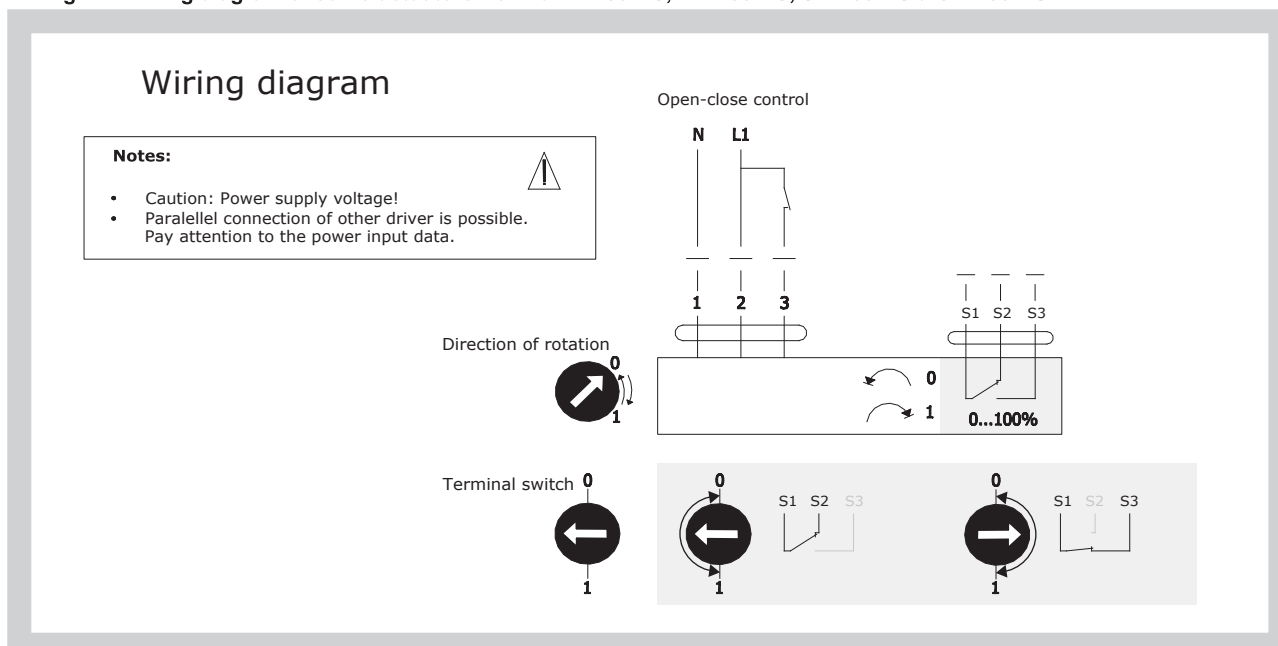 Wiring diagram
Open-close control
N L1
Notes:
• Caution: Power supply voltage!
• Paralellel connection of other driver is possible.
Pay attention to the power input data.
1 2 3
S1 S2 S3
Direction of rotation
0
1
0
1
0...100%
Terminal switch 0
1
0
S1 S2 S3
1
0
S1 S2 S3
1